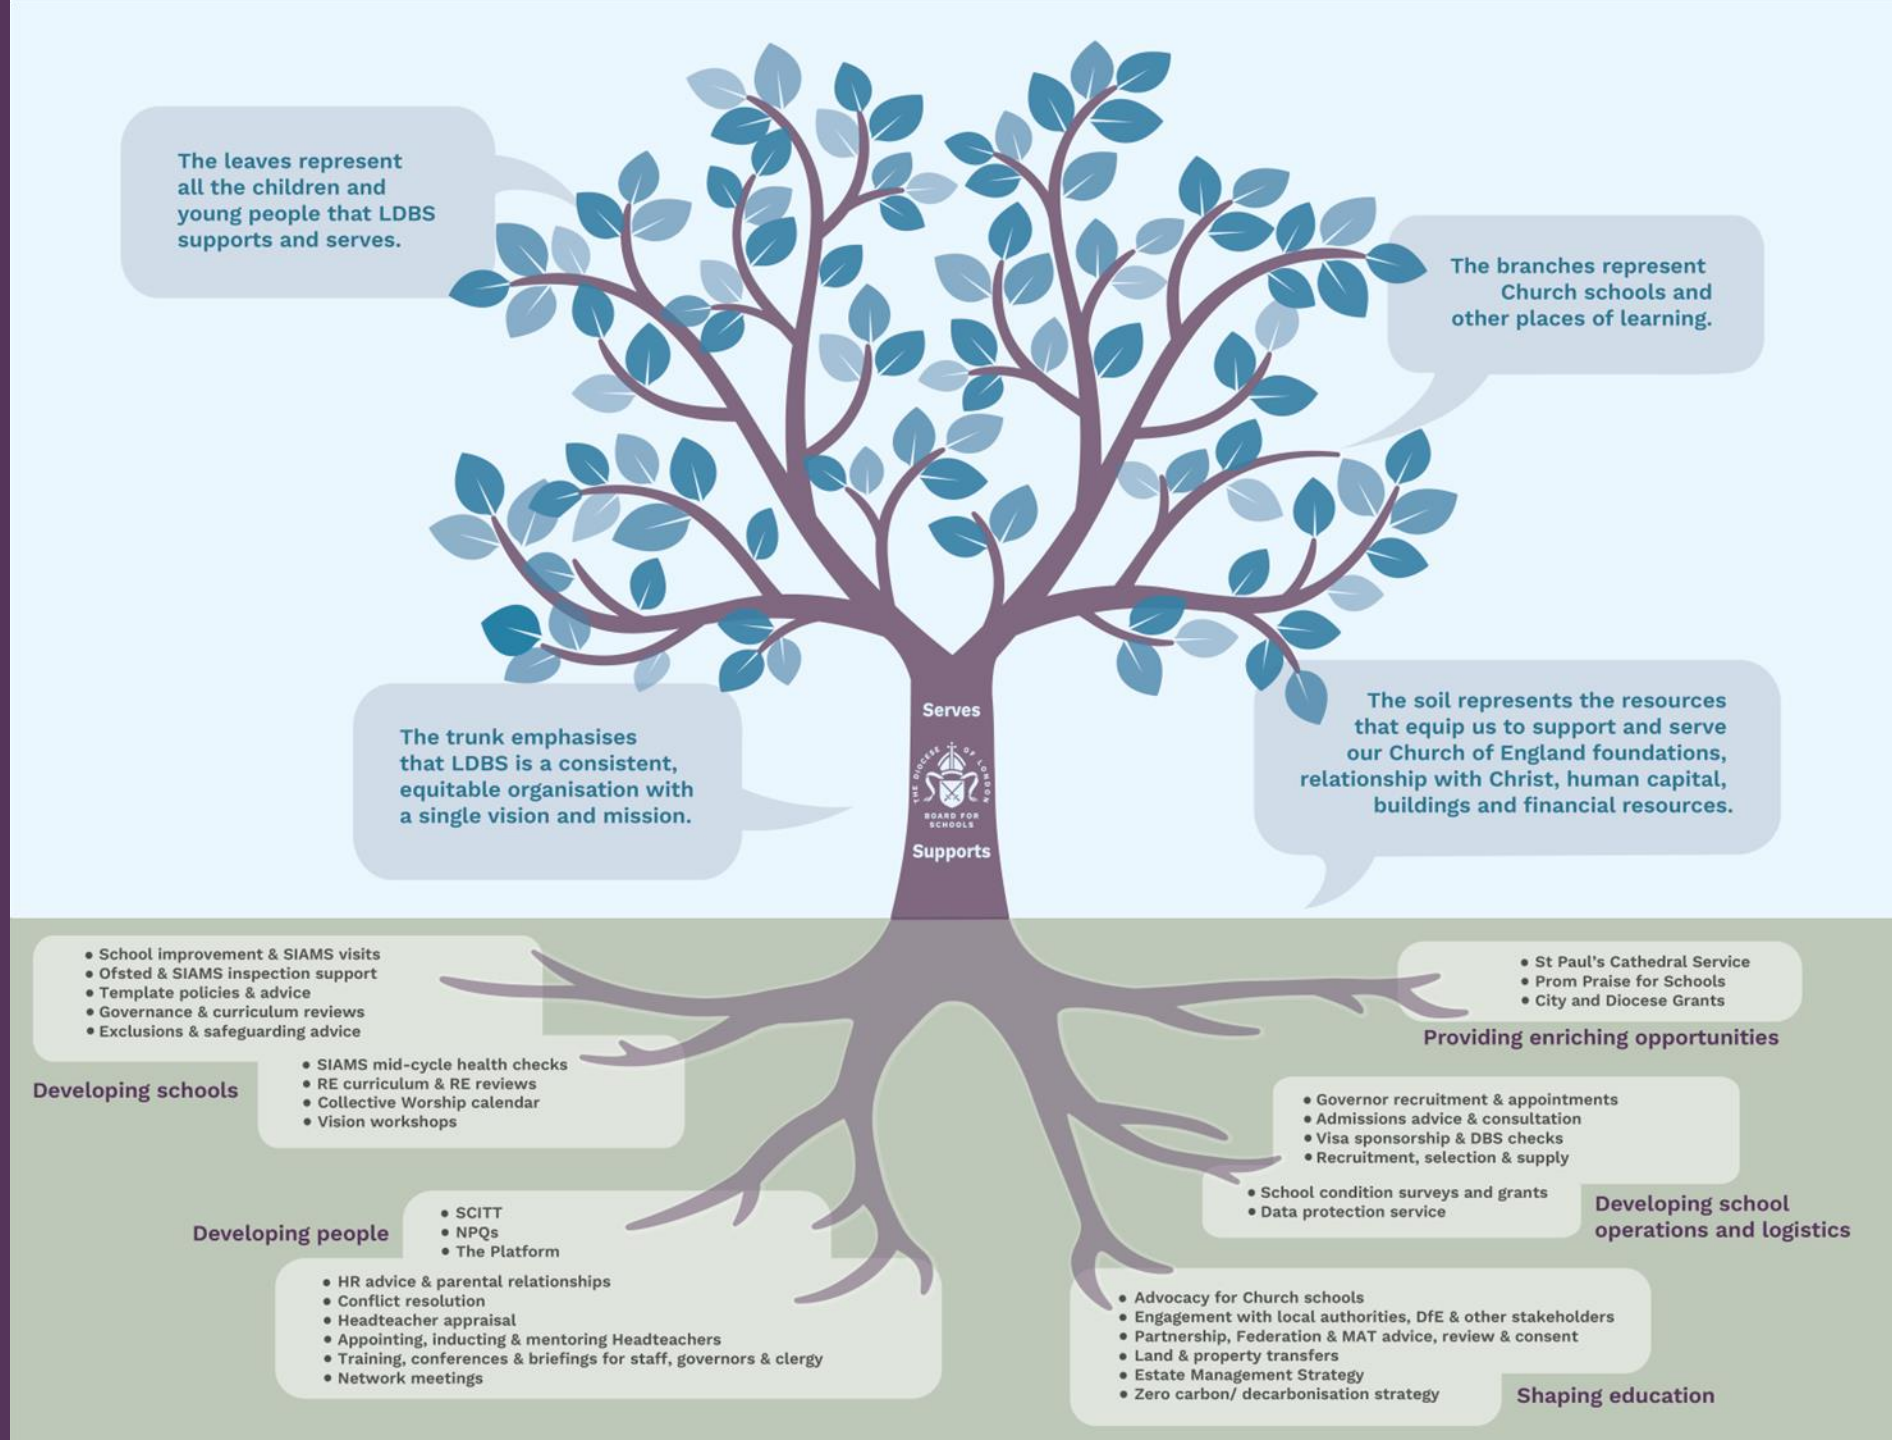 The leaves represent
all the children and
young people that LDBS
supports and serves.
The branches represent
Church schools and
other places of learning.
The trunk emphasises
that LDBS is a consistent,
equitable organisation with
a single vision and mission.
Serves
THE DIOCESE OF LONDON
BOARD FOR
SCHOOLS
Supports
The soil represents the resources
that equip us to support and serve
our Church of England foundations,
relationship with Christ, human capital,
buildings and financial resources.
• School improvement & SIAMS visits
• Ofsted & SIAMS inspection support
• Template policies & advice
• Governance & curriculum reviews
• Exclusions & safeguarding advice
• SIAMS mid-cycle health checks
• RE curriculum & RE reviews
• Collective Worship calendar
• Vision workshops
Developing schools
• St Paul's Cathedral Service
• Prom Praise for Schools
• City and Diocese Grants
Providing enriching opportunities
• Governor recruitment & appointments
• Admissions advice & consultation
• Visa sponsorship & DBS checks
• Recruitment, selection & supply
• School condition surveys and grants
• Data protection service
Developing school
operations and logistics
Developing people
• SCITT
• NPQs
• The Platform
• HR advice & parental relationships
• Conflict resolution
• Headteacher appraisal
• Appointing, inducting & mentoring Headteachers
• Training, conferences & briefings for staff, governors & clergy
• Network meetings
• Advocacy for Church schools
• Engagement with local authorities, DfE & other stakeholders
• Partnership, Federation & MAT advice, review & consent
• Land & property transfers
• Estate Management Strategy
• Zero carbon/ decarbonisation strategy
Shaping education